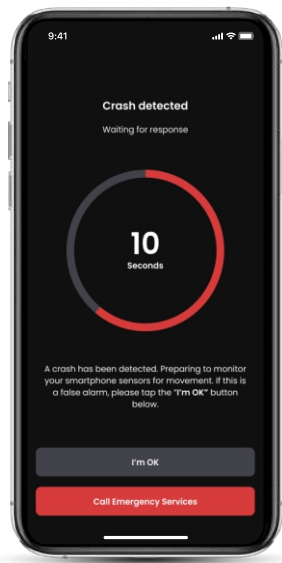 9:41
Crash detected
Waiting for response
10
Seconds
A crash has been detected. Preparing to monitor
your smartphone sensors for movement. If this is
a false alarm, please tap the “I’m OK” button
below.
I’m OK
Call Emergency Services